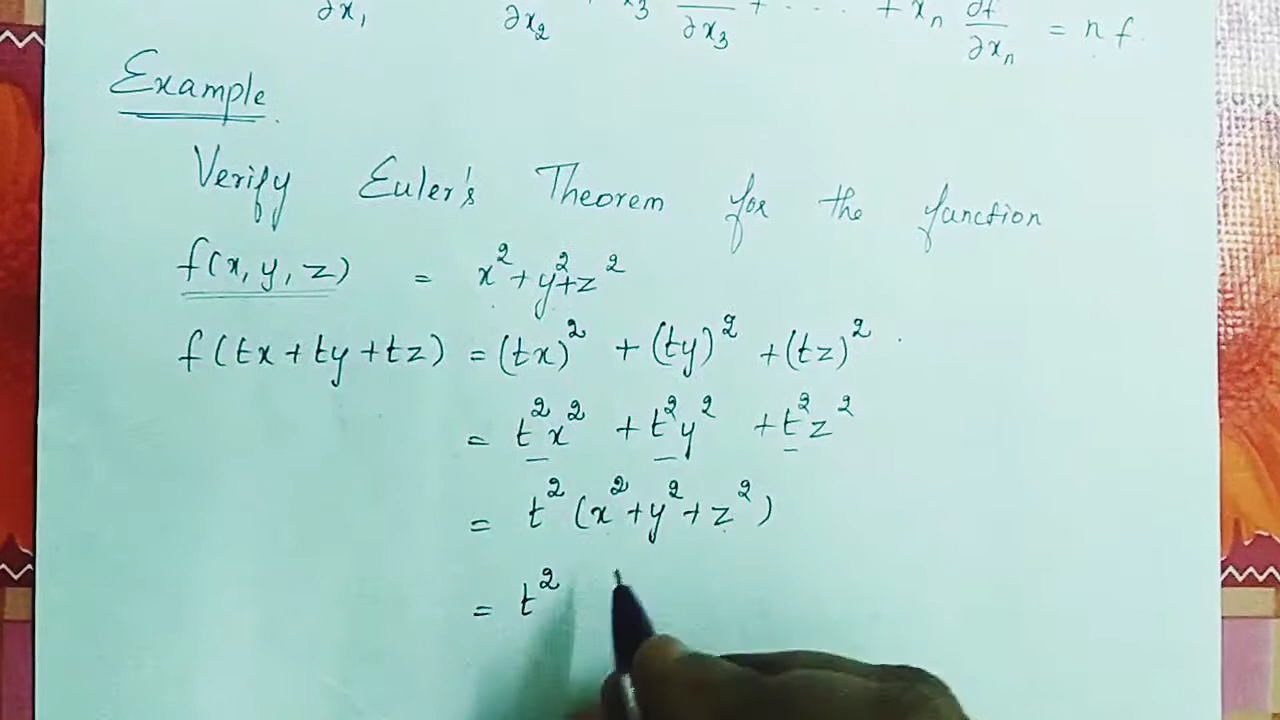 ∂x₁ ∂x₂ + x₃ ∂x₃ + . . . . + xₙ ∂f/∂xₙ = n f.
Example.
Verify Euler's Theorem for the function
f(x, y, z) = x² + y² + z²
f(tx + ty + tz) = (tx)² + (ty)² + (tz)².
= t²x² + t²y² + t²z²
= t² (x² + y² + z²)
= t²